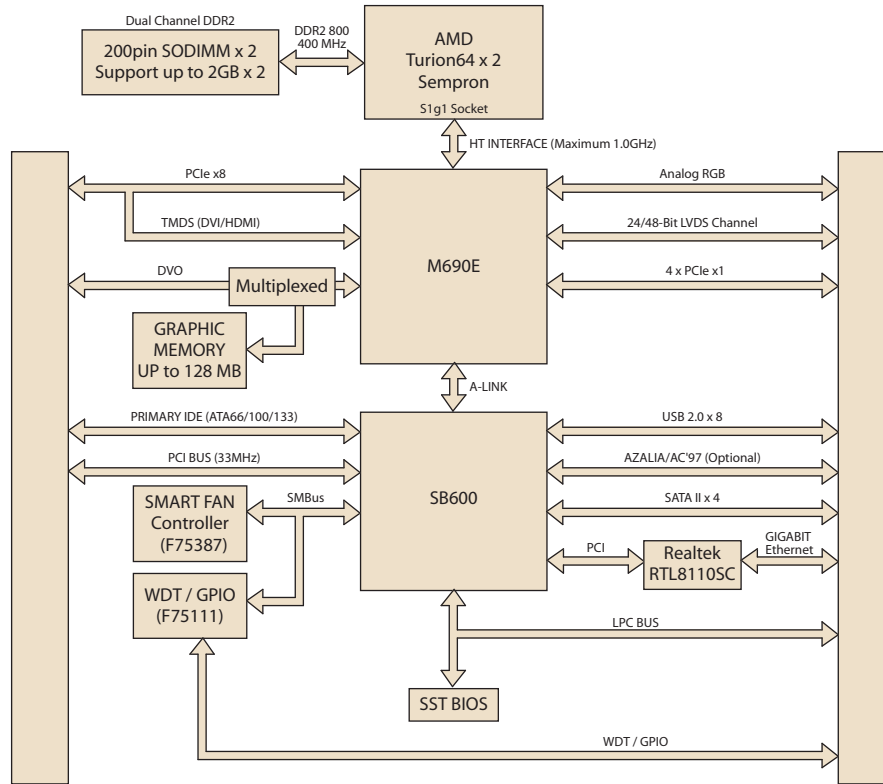 Dual Channel DDR2
200pin SODIMM x 2
Support up to 2GB x 2
DDR2 800
400 MHz
AMD
Turion64 x 2
Sempron
S1g1 Socket
HT INTERFACE (Maximum 1.0GHz)
PCIe x8
Analog RGB
TMDS (DVI/HDMI)
24/48-Bit LVDS Channel
M690E
DVO
Multiplexed
4 x PCIe x1
GRAPHIC
MEMORY
UP to 128 MB
A-LINK
PRIMARY IDE (ATA66/100/133)
USB 2.0 x 8
PCI BUS (33MHz)
AZALIA/AC'97 (Optional)
SMBus
SB600
SATA II x 4
SMART FAN
Controller
(F75387)
PCI
Realtek
RTL8110SC
GIGABIT
Ethernet
WDT / GPIO
(F75111)
LPC BUS
SST BIOS
WDT / GPIO